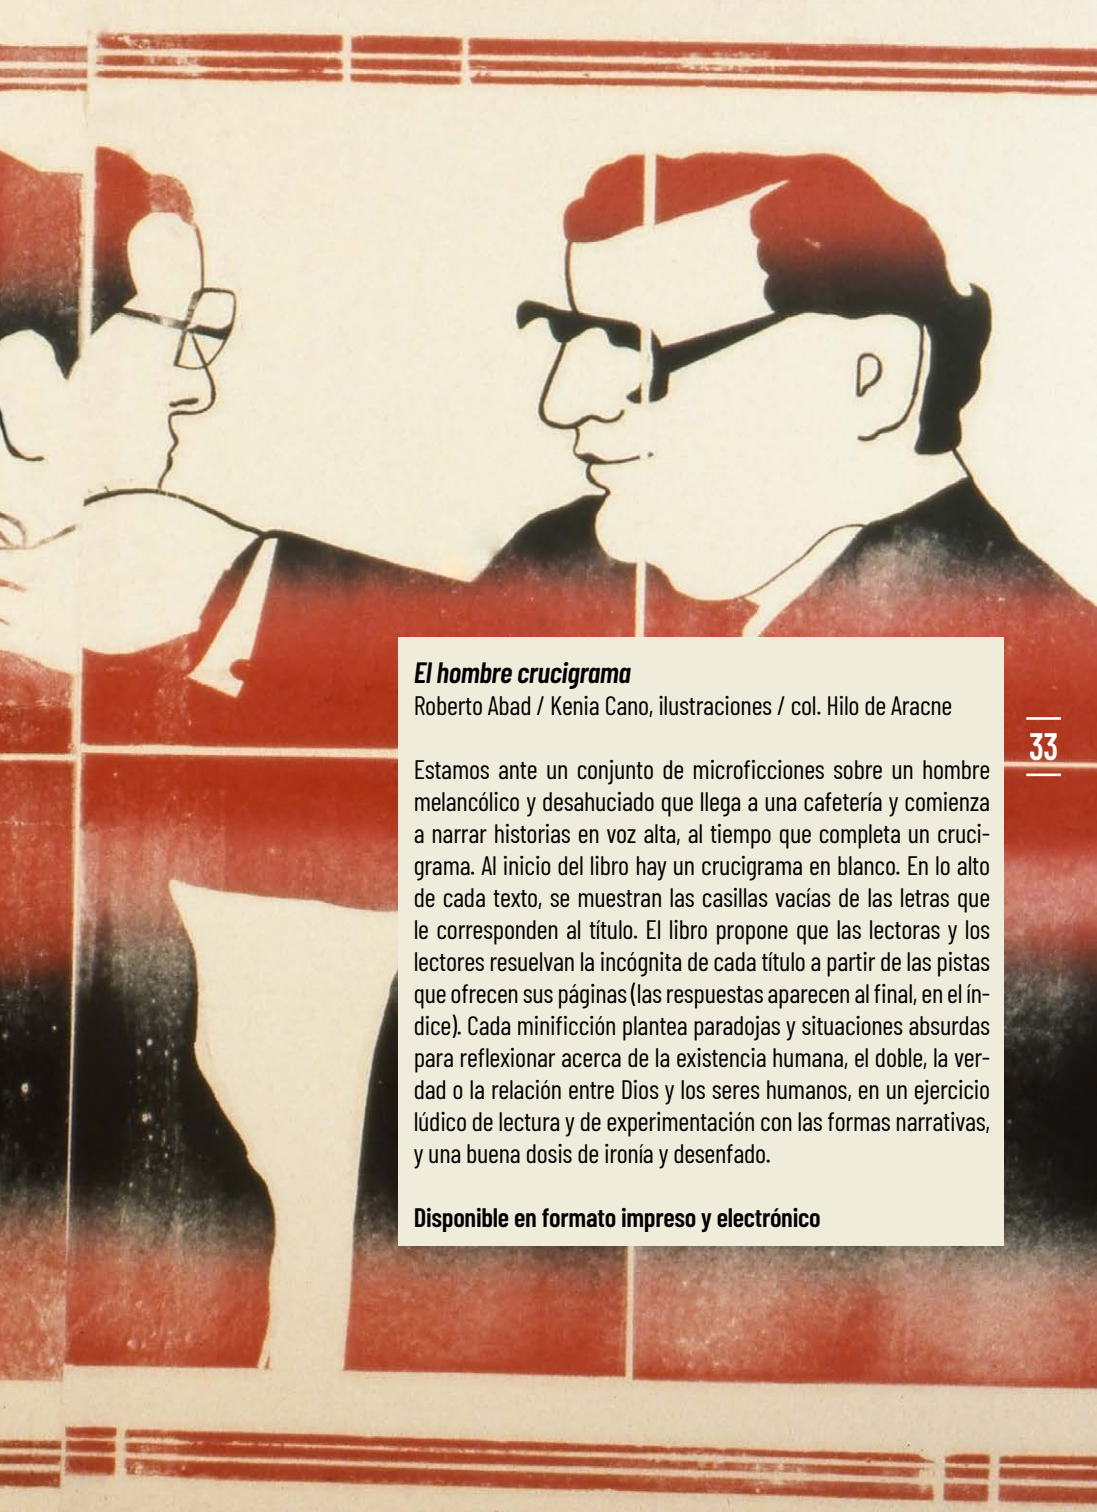 El hombre crucigrama
Roberto Abad / Kenia Cano, ilustraciones / col. Hilo de Aracne
33
Estamos ante un conjunto de microficciones sobre un hombre
melancólico y desahuciado que llega a una cafetería y comienza
a narrar historias en voz alta, al tiempo que completa un cruci-
grama. Al inicio del libro hay un crucigrama en blanco. En lo alto
de cada texto, se muestran las casillas vacías de las letras que
le corresponden al título. El libro propone que las lectoras y los
lectores resuelvan la incógnita de cada título a partir de las pistas
que ofrecen sus páginas (las respuestas aparecen al final, en el ín-
dice). Cada minificción plantea paradojas y situaciones absurdas
para reflexionar acerca de la existencia humana, el doble, la ver-
dad o la relación entre Dios y los seres humanos, en un ejercicio
lúdico de lectura y de experimentación con las formas narrativas,
y una buena dosis de ironía y desenfado.
Disponible en formato impreso y electrónico